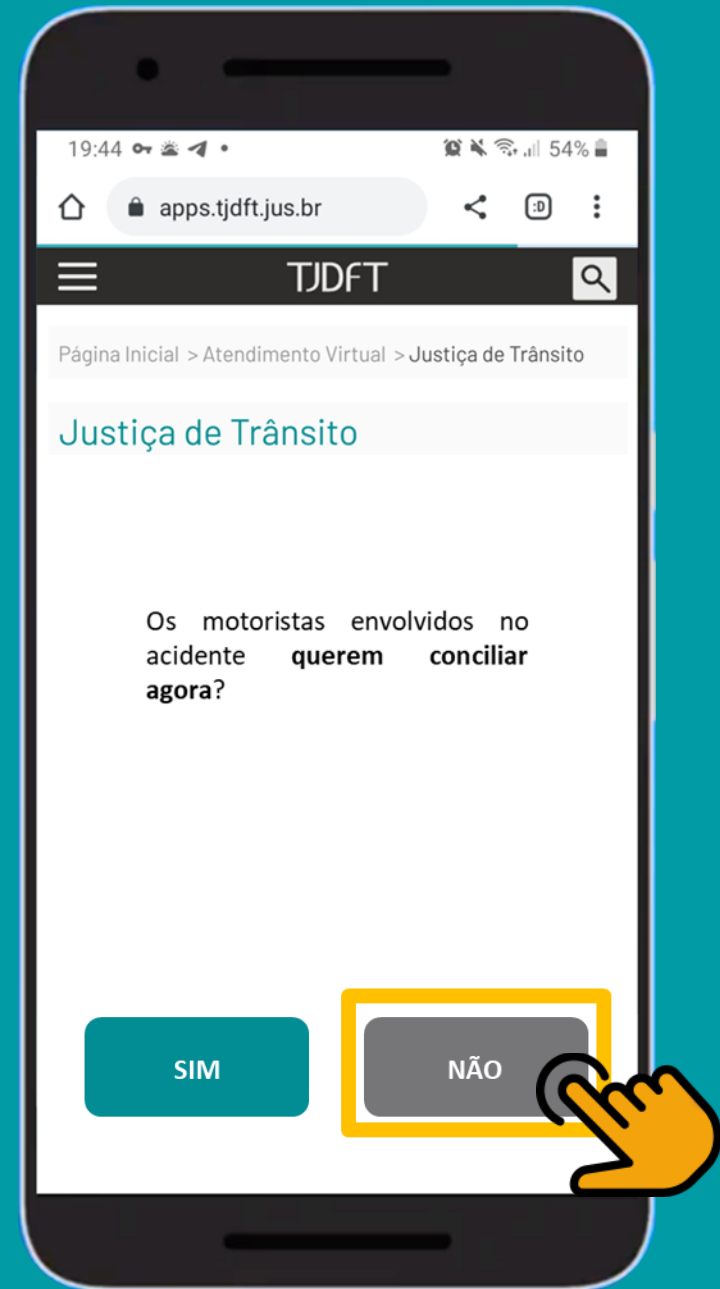 19:44
54%
apps.tjdft.jus.br
:D
TJDFT
Página Inicial > Atendimento Virtual > Justiça de Trânsito
Justiça de Trânsito
Os motoristas envolvidos no
acidente querem conciliar
agora?
SIM
NÃO